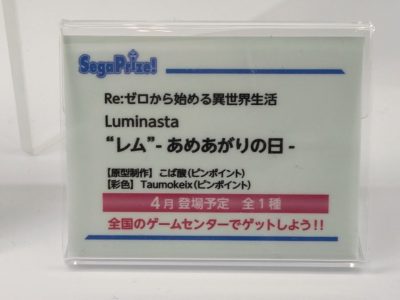 SegaPrize!
Re:ゼロから始める異世界生活
Luminasta
“レム”- あめあがりの日 -
【原型制作】 こば酸(ピンポイント)
【彩色】 Taumokeix(ピンポイント)
4月 登場予定 全1種
全国のゲームセンターでゲットしよう!!